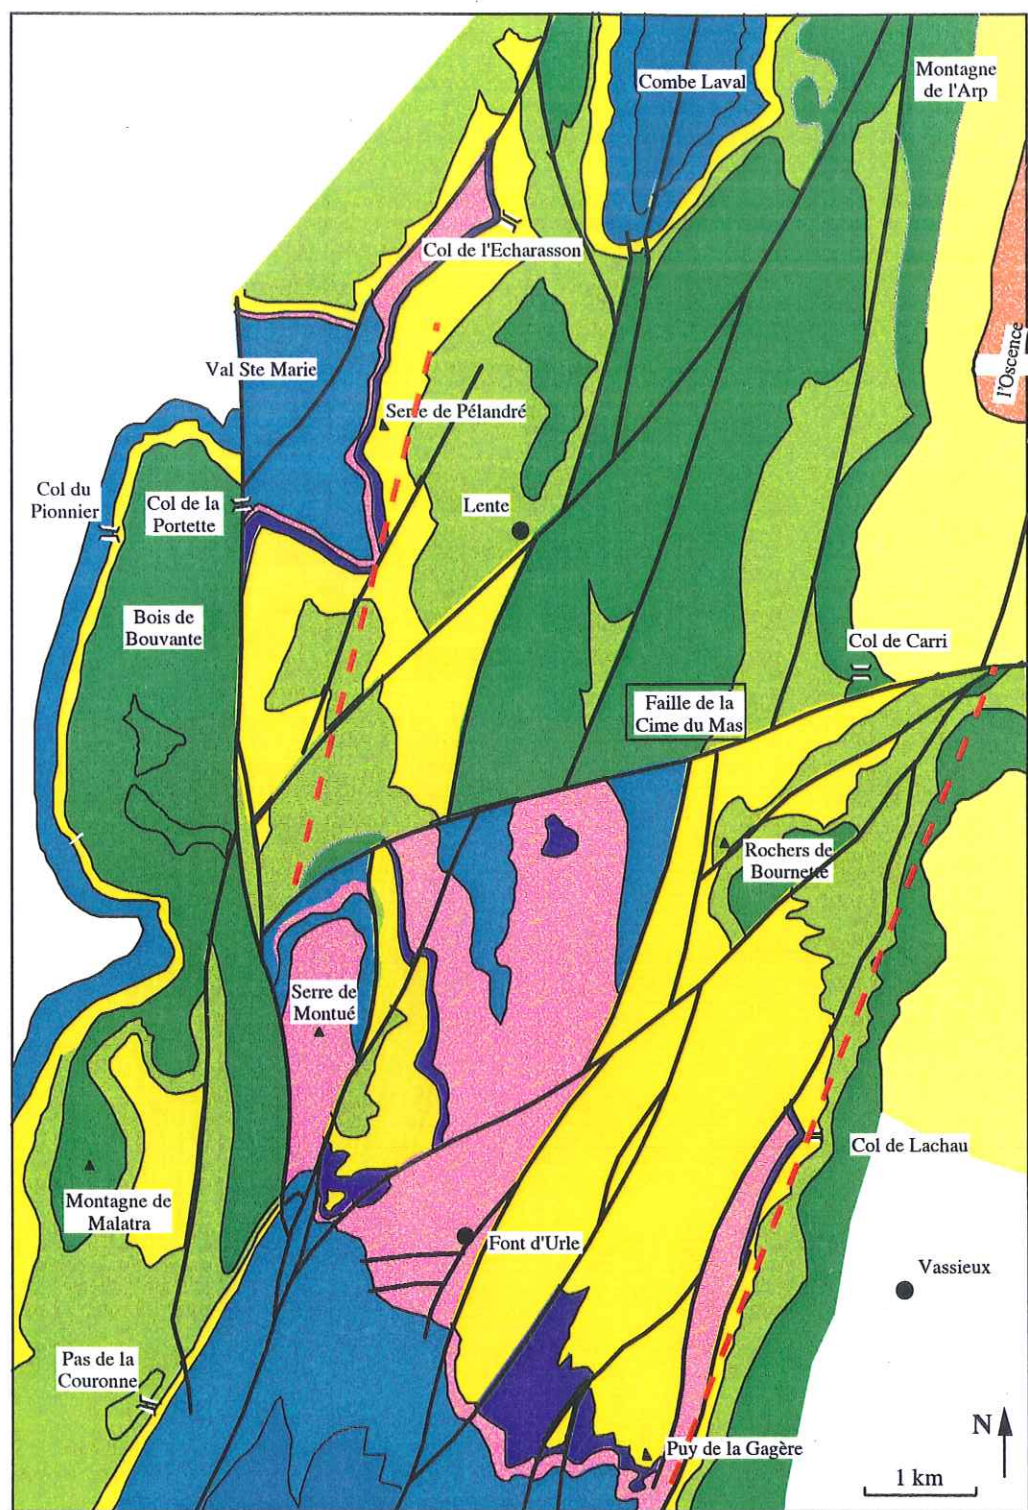 Combe Laval
Montagne
de l'Arp
Col de l'Echarasson
l'Oscence
Val Ste Marie
Serre de Pélandré
Col du
Pionnier
Col de la
Portette
Lente
Bois de
Bouvante
Col de Carri
Faille de la
Cime du Mas
Rochers de
Bournette
Serre de
Montué
Col de Lachau
Montagne de
Malatra
Font d'Urle
Vassieux
Pas de la
Couronne
N
Puy de la Gagère
1 km